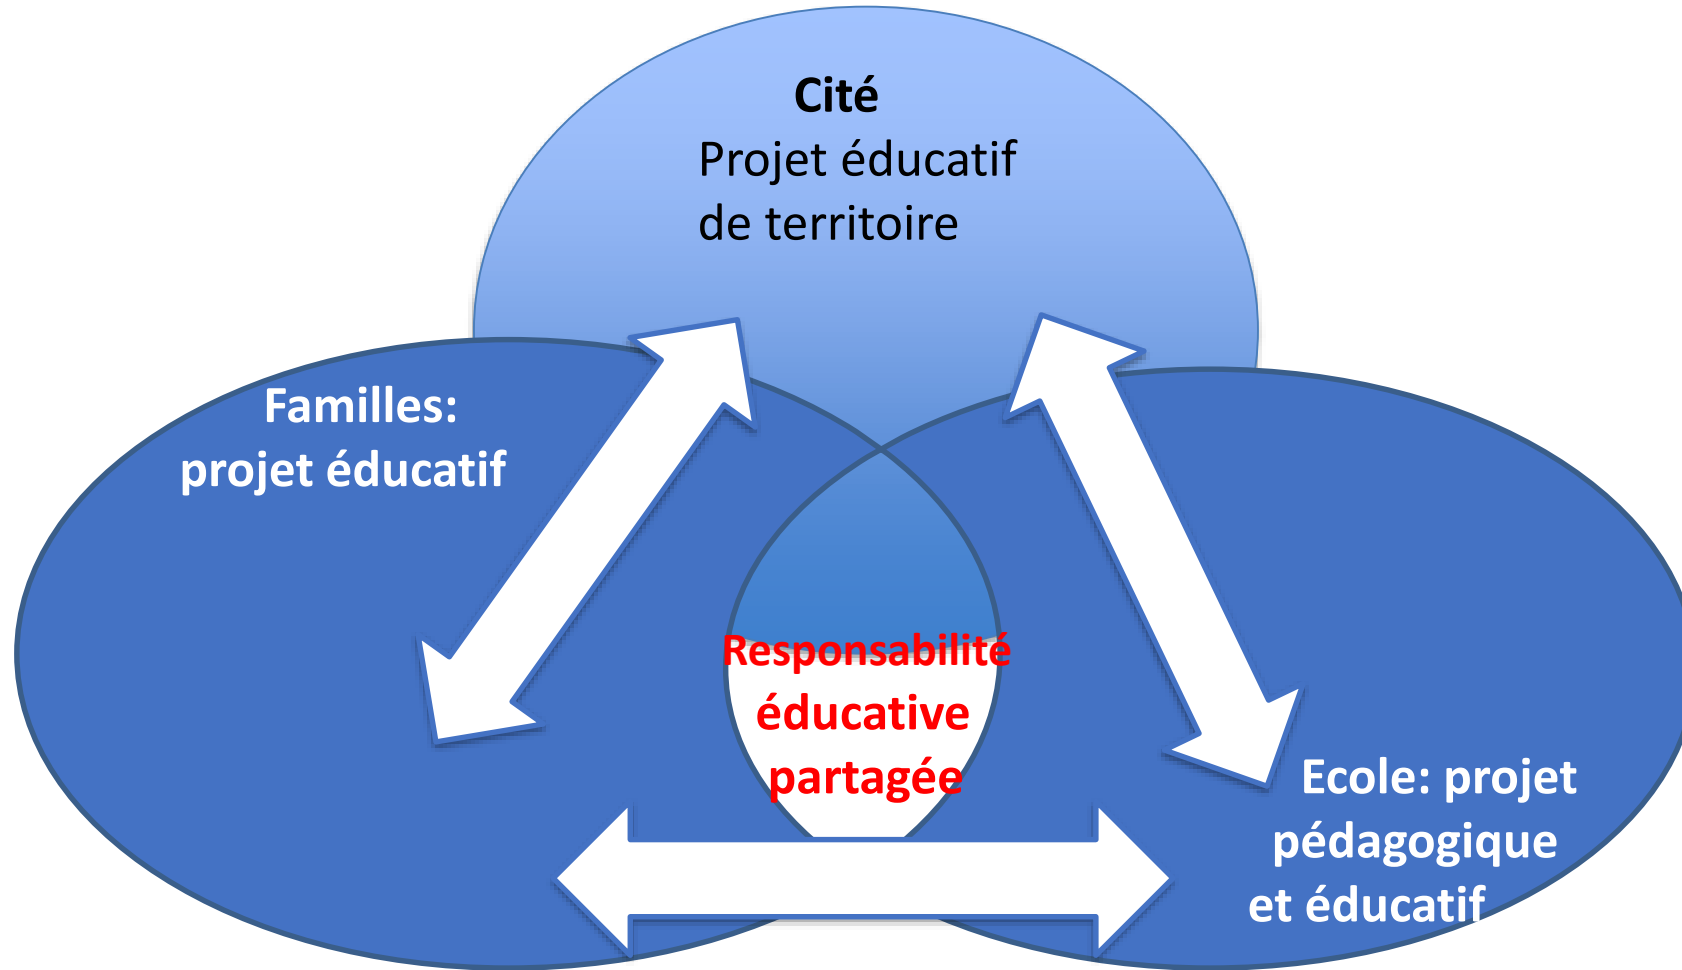 Cité
Projet éducatif
de territoire
Familles:
projet éducatif
Responsabilité
éducative
partagée
Ecole: projet
pédagogique
et éducatif